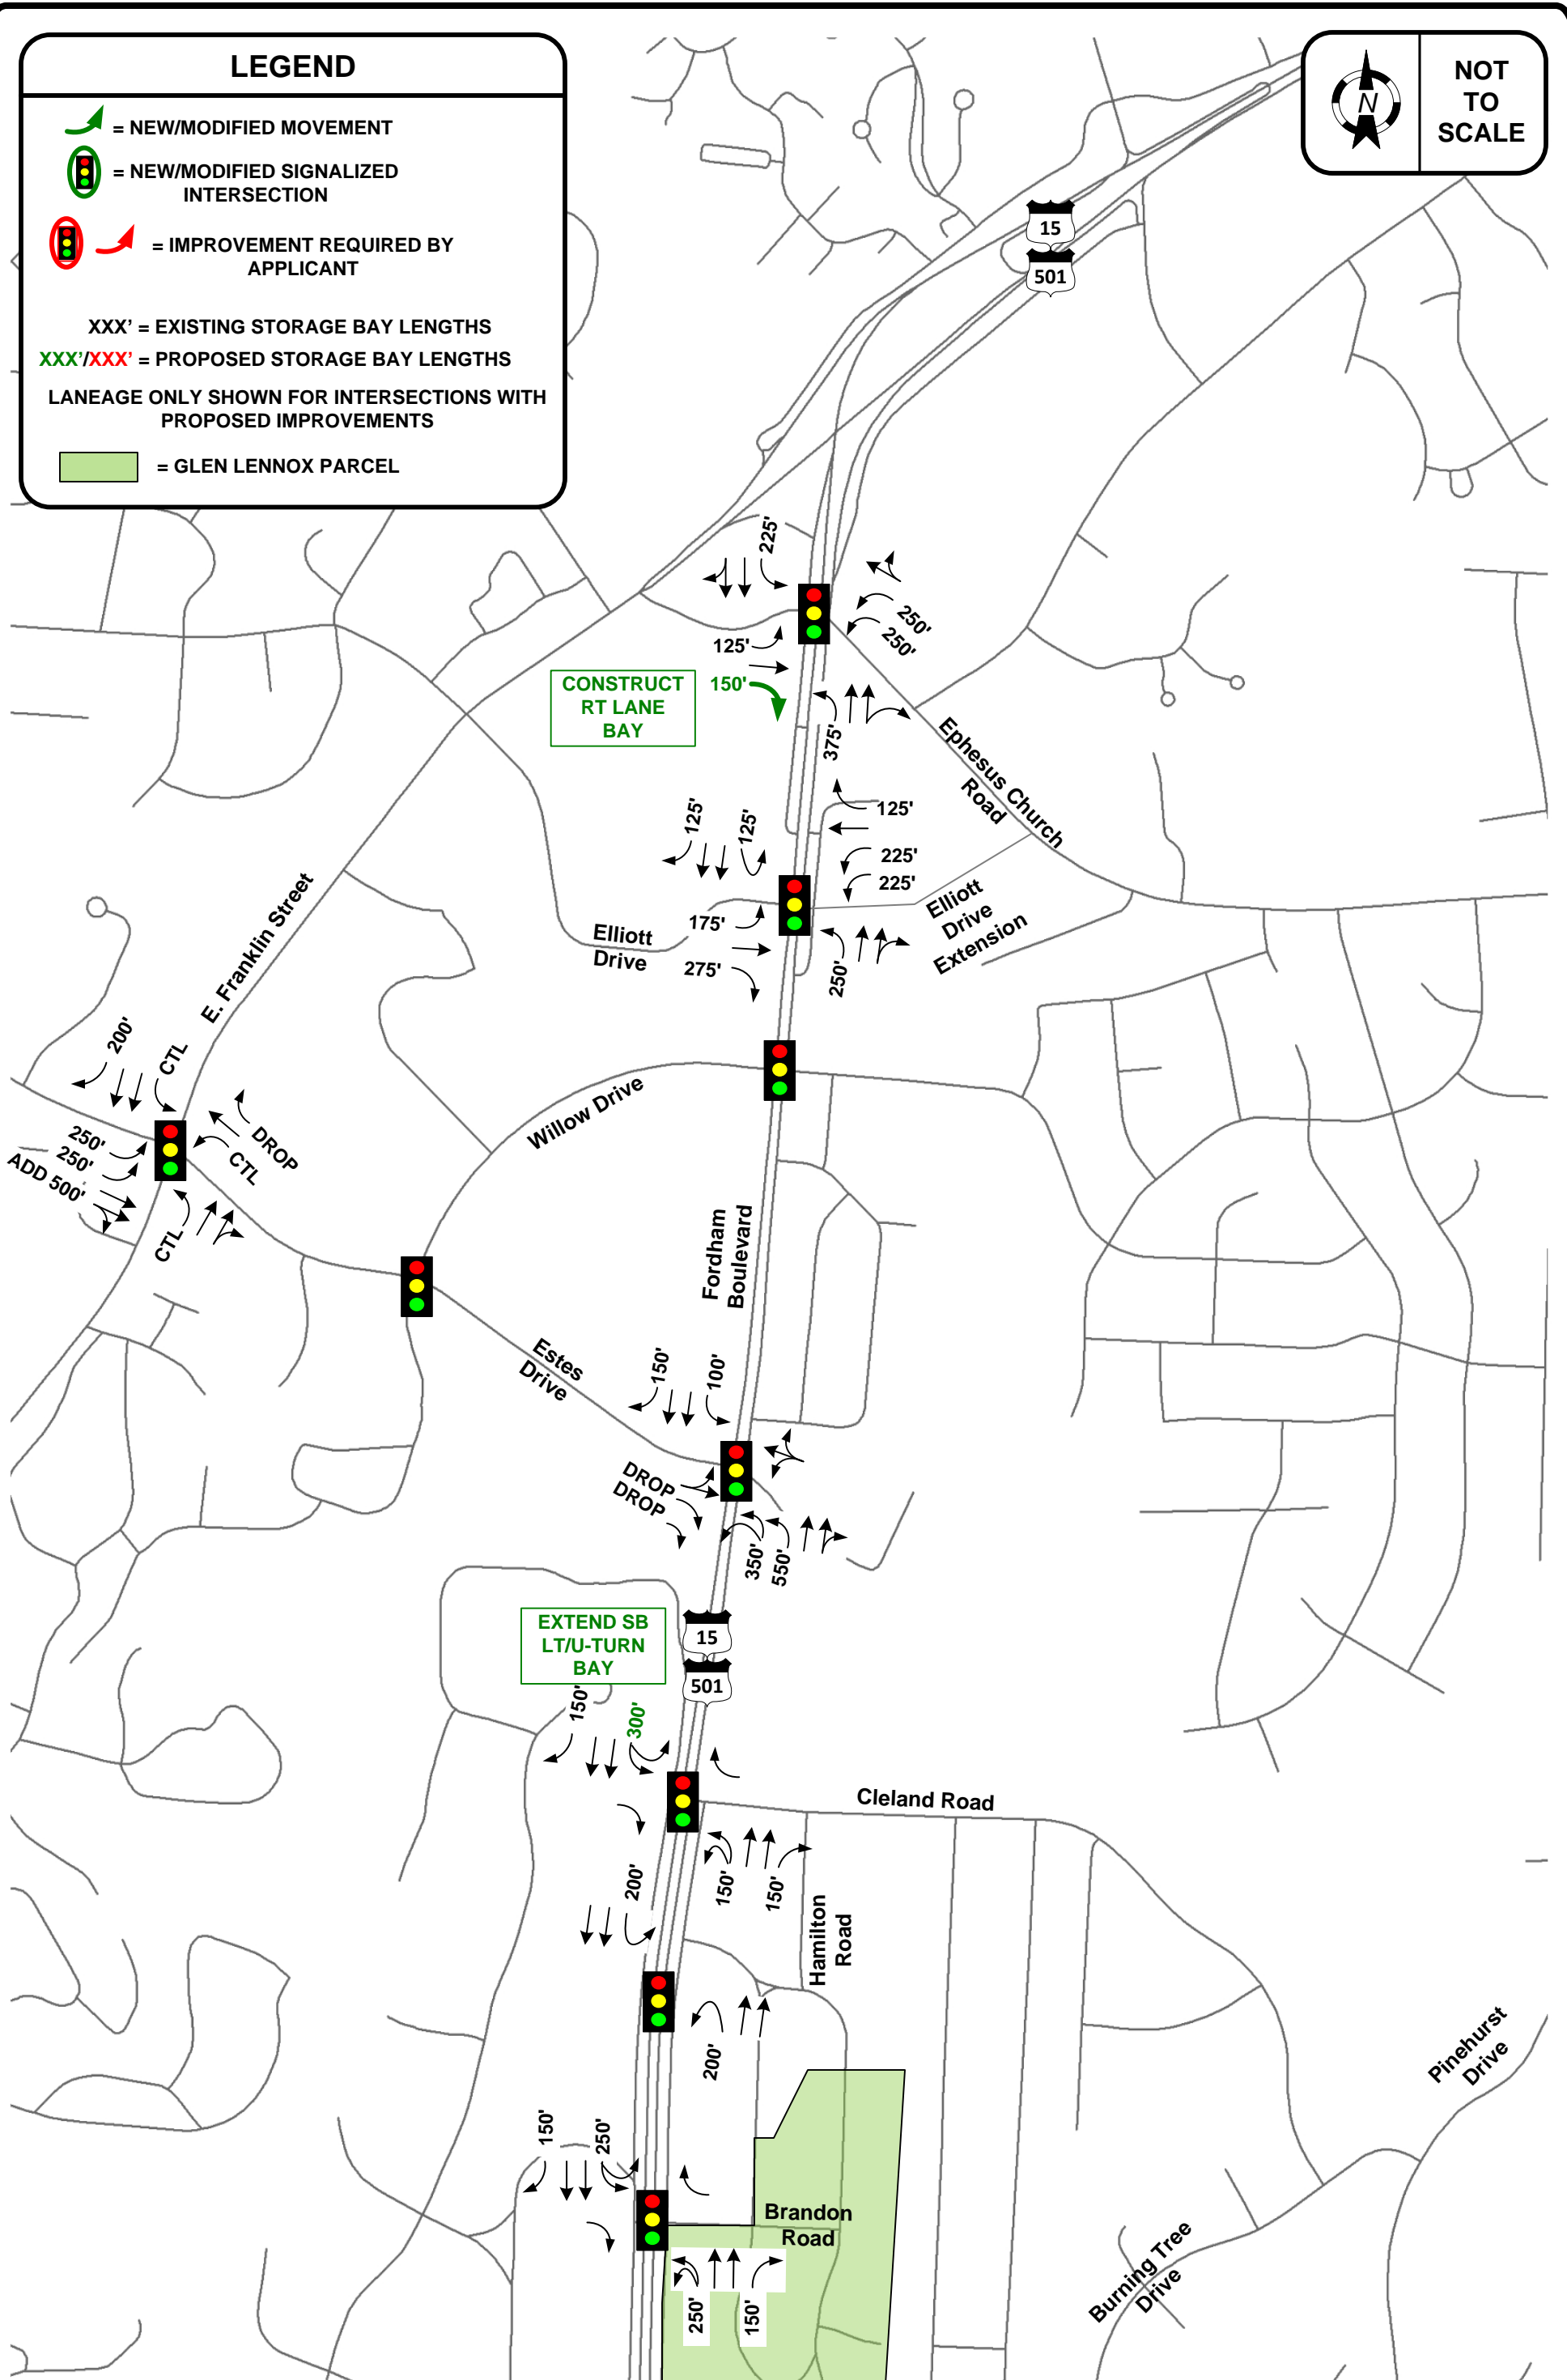 LEGEND
= NEW/MODIFIED MOVEMENT
= NEW/MODIFIED SIGNALIZED
INTERSECTION
= IMPROVEMENT REQUIRED BY
APPLICANT
XXX' = EXISTING STORAGE BAY LENGTHS
XXX'/XXX' = PROPOSED STORAGE BAY LENGTHS
LANEAGE ONLY SHOWN FOR INTERSECTIONS WITH
PROPOSED IMPROVEMENTS
= GLEN LENNOX PARCEL
N
NOT
TO
SCALE
15
501
225'
250'
250'
125'
150'
CONSTRUCT
RT LANE
BAY
375'
Ephesus Church
Road
125'
125'
125'
225'
225'
175'
275'
250'
Elliott
Drive
Elliott
Drive
Extension
E. Franklin Street
200'
CTL
DROP
CTL
250'
250'
ADD 500'
CTL
Willow Drive
Fordham
Boulevard
Estes
Drive
150'
100'
DROP
DROP
350'
550'
EXTEND SB
LT/U-TURN
BAY
15
501
150'
300'
Cleland Road
150'
150'
200'
Hamilton
Road
200'
Pinehurst
Drive
150'
250'
Brandon
Road
250'
150'
Burning Tree
Drive